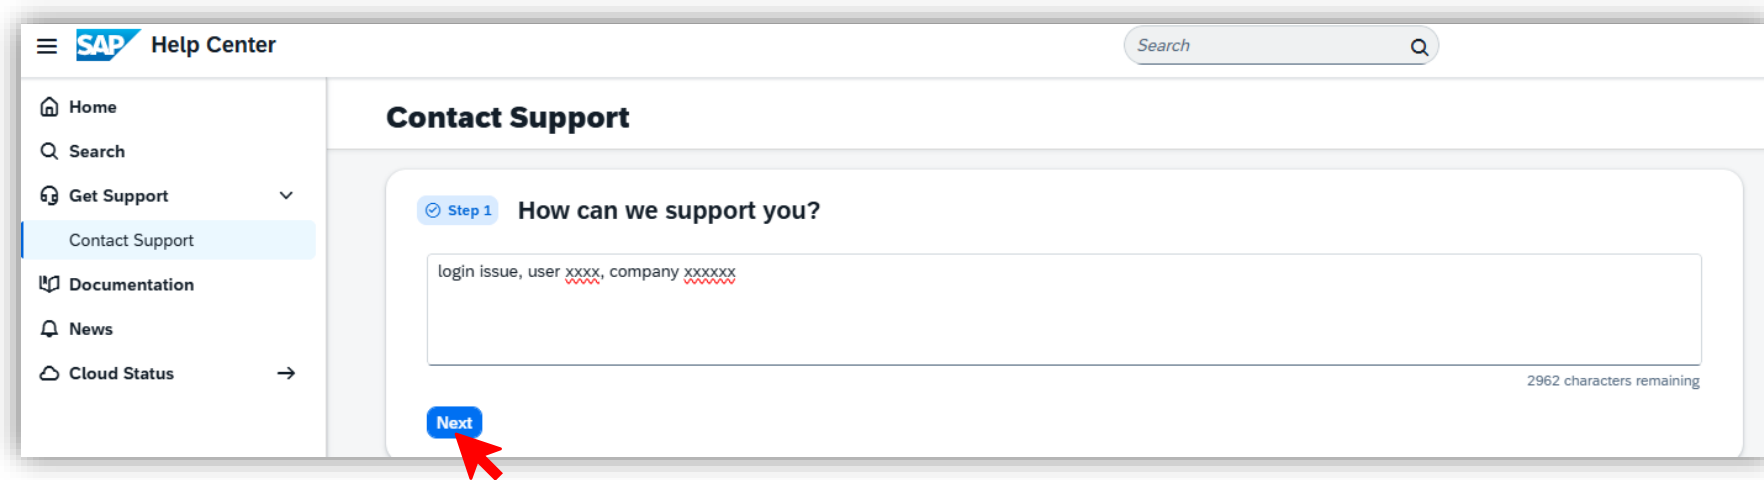 SAP Help Center
Search
Home
Search
Get Support
Contact Support
Documentation
News
Cloud Status
Contact Support
Step 1 How can we support you?
login issue, user xxxx, company xxxxxx
2962 characters remaining
Next